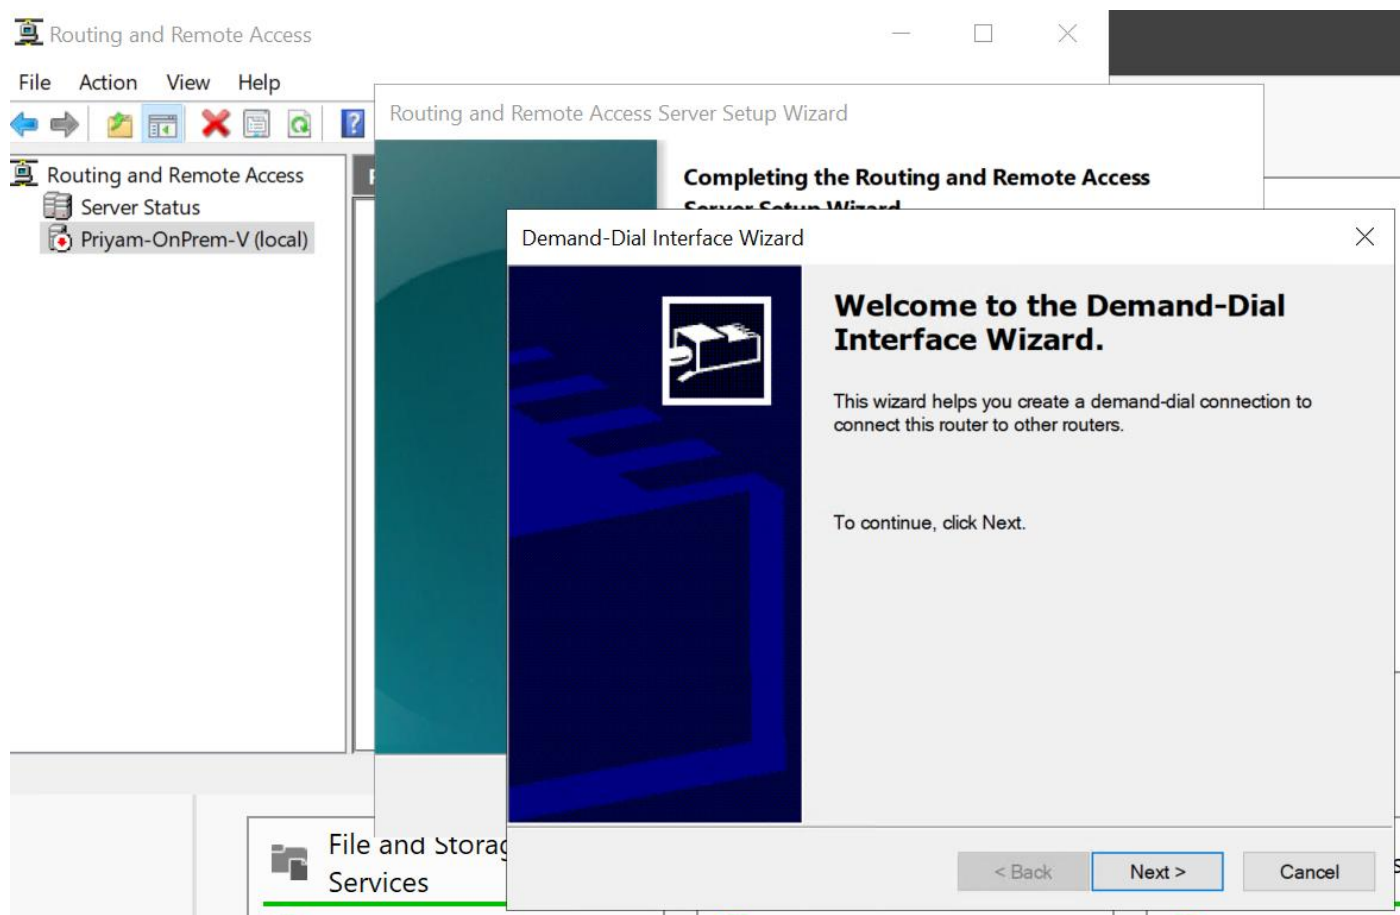 Routing and Remote Access
File Action View Help
Routing and Remote Access
Server Status
Priyam-OnPrem-V (local)
Routing and Remote Access Server Setup Wizard
Completing the Routing and Remote Access
Server Setup Wizard
Demand-Dial Interface Wizard
Welcome to the Demand-Dial
Interface Wizard.
This wizard helps you create a demand-dial connection to
connect this router to other routers.
To continue, click Next.
< Back Next > Cancel
File and Storag
Services